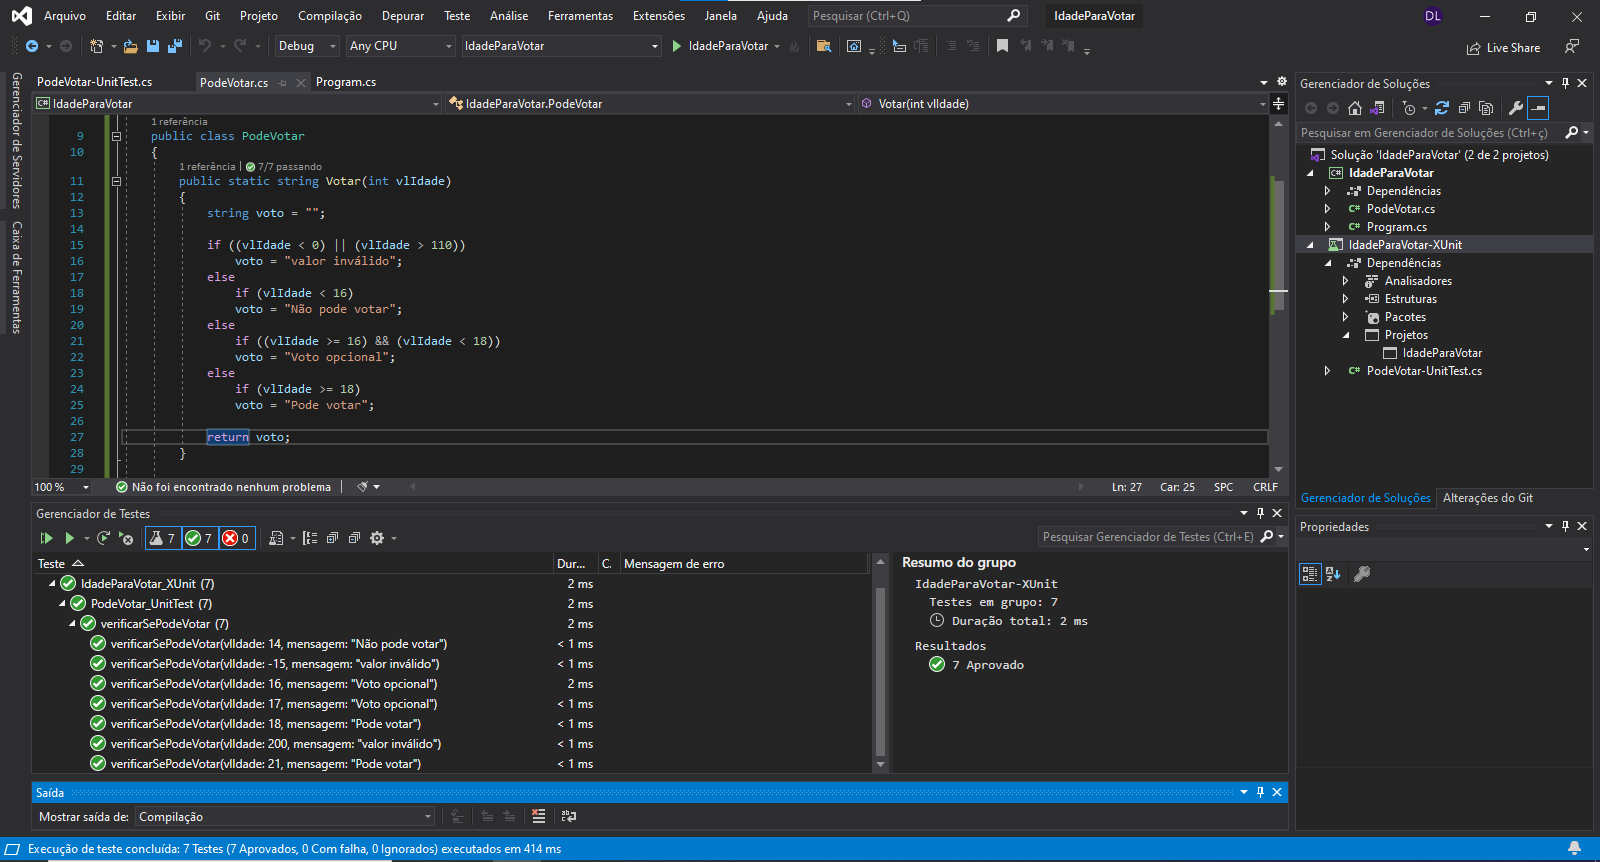 Arquivo Editar Exibir Git Projeto Compilação Depurar Teste Análise Ferramentas Extensões Janela Ajuda Pesquisar (Ctrl+Q) IdadeParaVotar DL
Debug Any CPU IdadeParaVotar IdadeParaVotar Live Share
Gerenciador de Servidores
Caixa de Ferramentas
PodeVotar-UnitTest.cs PodeVotar.cs Program.cs
C# IdadeParaVotar IdadeParaVotar.PodeVotar Votar(int vlIdade)
1 referência
9 public class PodeVotar
10 {
1 referência | 7/7 passando
11 public static string Votar(int vlIdade)
12 {
13 string voto = "";
14
15 if ((vlIdade < 0) || (vlIdade > 110))
16 voto = "valor inválido";
17 else
18 if (vlIdade < 16)
19 voto = "Não pode votar";
20 else
21 if ((vlIdade >= 16) && (vlIdade < 18))
22 voto = "Voto opcional";
23 else
24 if (vlIdade >= 18)
25 voto = "Pode votar";
26
27 return voto;
28 }
29
100 % Não foi encontrado nenhum problema Ln: 27 Car: 25 SPC CRLF
Gerenciador de Testes
7 7 0 Pesquisar Gerenciador de Testes (Ctrl+E)
Teste Dur... C. Mensagem de erro
IdadeParaVotar_XUnit (7) 2 ms
PodeVotar_UnitTest (7) 2 ms
verificarSePodeVotar (7) 2 ms
verificarSePodeVotar(vlIdade: 14, mensagem: "Não pode votar") < 1 ms
verificarSePodeVotar(vlIdade: -15, mensagem: "valor inválido") < 1 ms
verificarSePodeVotar(vlIdade: 16, mensagem: "Voto opcional") 2 ms
verificarSePodeVotar(vlIdade: 17, mensagem: "Voto opcional") < 1 ms
verificarSePodeVotar(vlIdade: 18, mensagem: "Pode votar") < 1 ms
verificarSePodeVotar(vlIdade: 200, mensagem: "valor inválido") < 1 ms
verificarSePodeVotar(vlIdade: 21, mensagem: "Pode votar") < 1 ms
Resumo do grupo
IdadeParaVotar-XUnit
Testes em grupo: 7
Duração total: 2 ms
Resultados
7 Aprovado
Saída
Mostrar saída de: Compilação
Gerenciador de Soluções
Pesquisar em Gerenciador de Soluções (Ctrl+ç)
Solução 'IdadeParaVotar' (2 de 2 projetos)
C# IdadeParaVotar
Dependências
C# PodeVotar.cs
C# Program.cs
IdadeParaVotar-XUnit
Dependências
Analisadores
Estruturas
Pacotes
Projetos
IdadeParaVotar
C# PodeVotar-UnitTest.cs
Gerenciador de Soluções Alterações do Git
Propriedades
Execução de teste concluída: 7 Testes (7 Aprovados, 0 Com falha, 0 Ignorados) executados em 414 ms